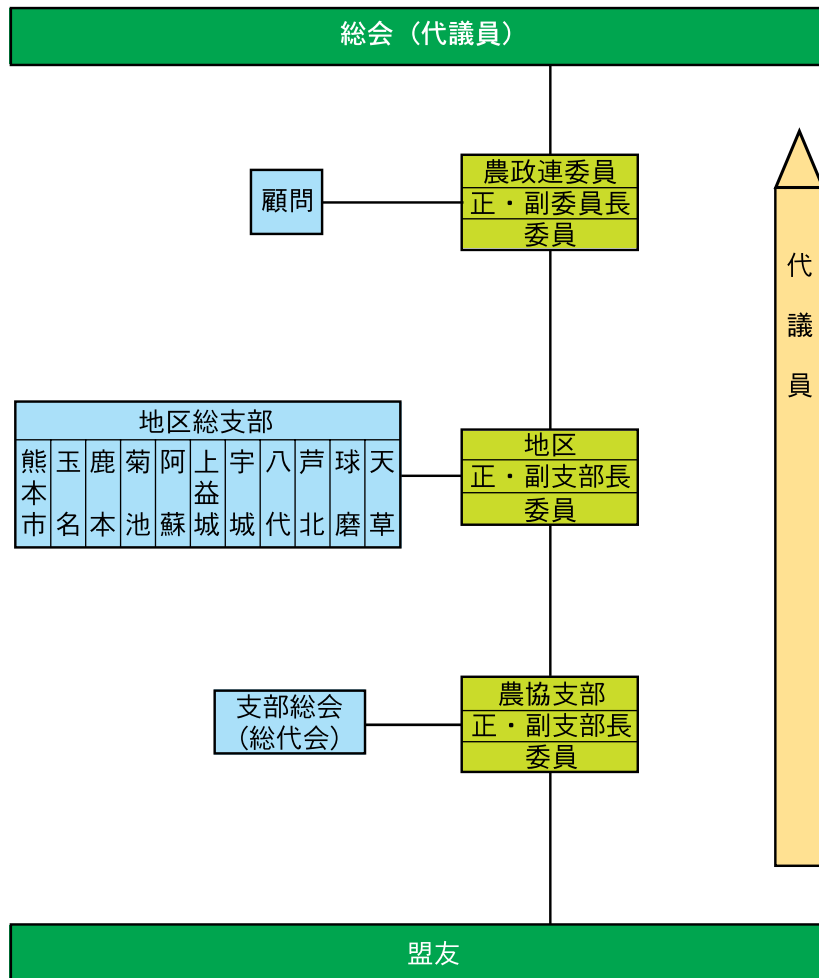 総会（代議員）
農政連委員
正・副委員長
委員
顧問
代議員
地区総支部
熊本市
玉名
鹿本
菊池
阿蘇
上益城
宇城
八代
芦北
球磨
天草
地区
正・副支部長
委員
支部総会
（総代会）
農協支部
正・副支部長
委員
盟友